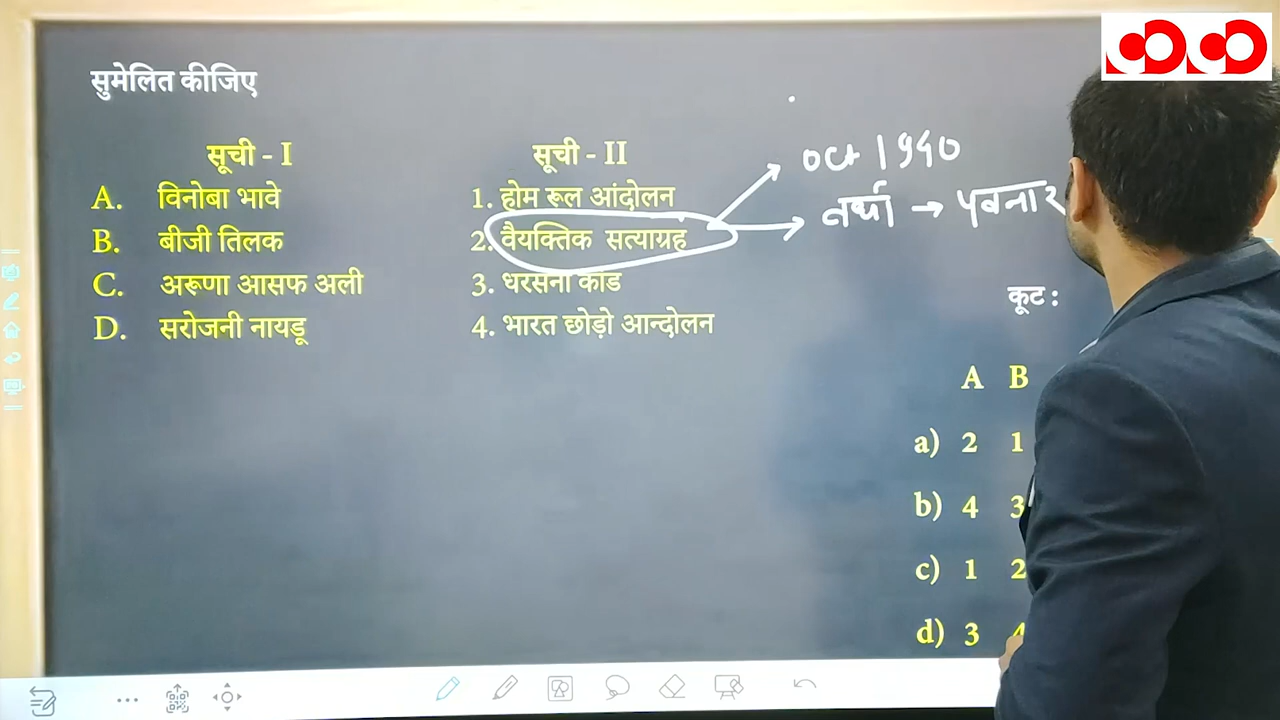 सुमेलित कीजिए
सूची - I सूची - II
A. विनोबा भावे 1. होम रूल आंदोलन
B. बीजी तिलक 2. वैयक्तिक सत्याग्रह
C. अरूणा आसफ अली 3. धरसना कांड
D. सरोजनी नायडू 4. भारत छोड़ो आन्दोलन
oct 1940
वर्धा → पवनार
कूट :
A B
a) 2 1
b) 4 3
c) 1 2
d) 3 4